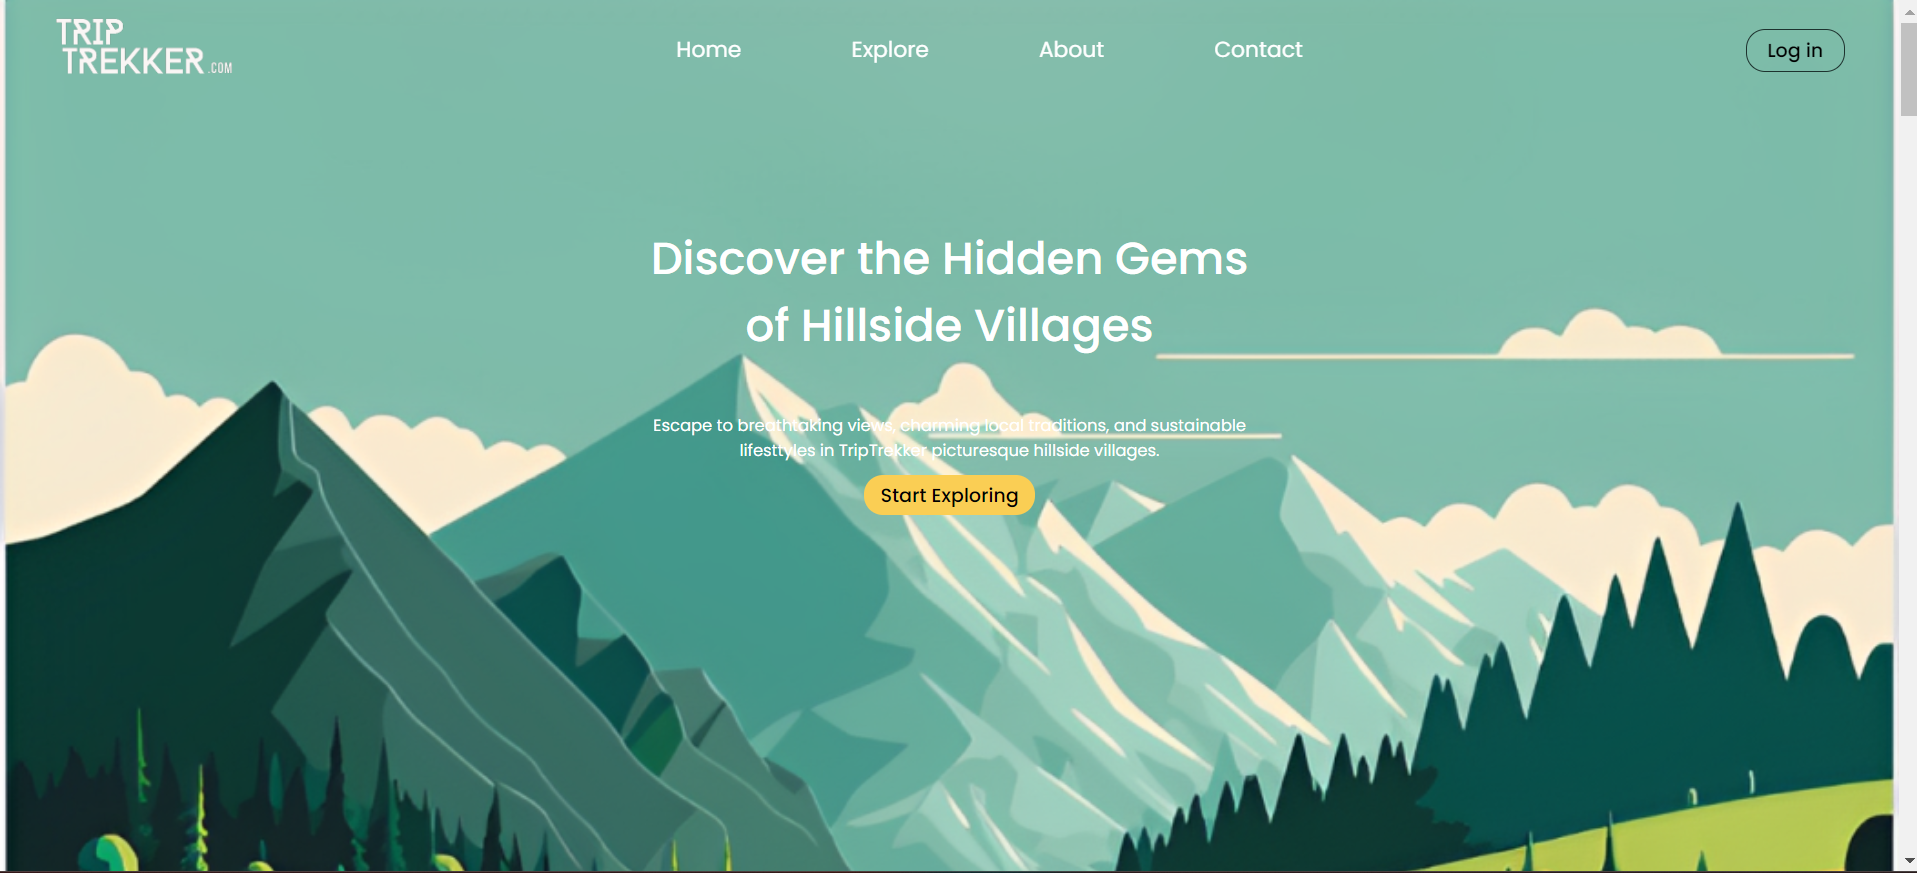 TRIP
TREKKER.COM
Home
Explore
About
Contact
Log in
Discover the Hidden Gems
of Hillside Villages
Escape to breathtaking views, charming local traditions, and sustainable
lifesttyles in TripTrekker picturesque hillside villages.
Start Exploring